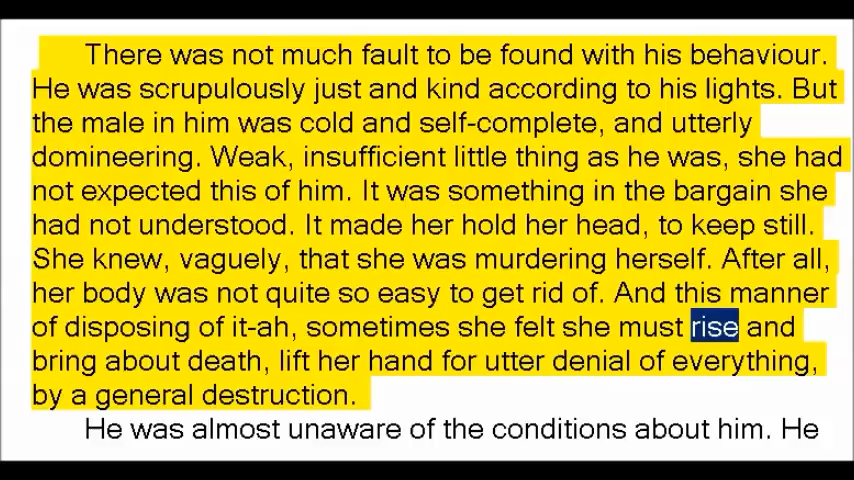 There was not much fault to be found with his behaviour.
He was scrupulously just and kind according to his lights. But
the male in him was cold and self-complete, and utterly
domineering. Weak, insufficient little thing as he was, she had
not expected this of him. It was something in the bargain she
had not understood. It made her hold her head, to keep still.
She knew, vaguely, that she was murdering herself. After all,
her body was not quite so easy to get rid of. And this manner
of disposing of it-ah, sometimes she felt she must rise and
bring about death, lift her hand for utter denial of everything,
by a general destruction.
He was almost unaware of the conditions about him. He